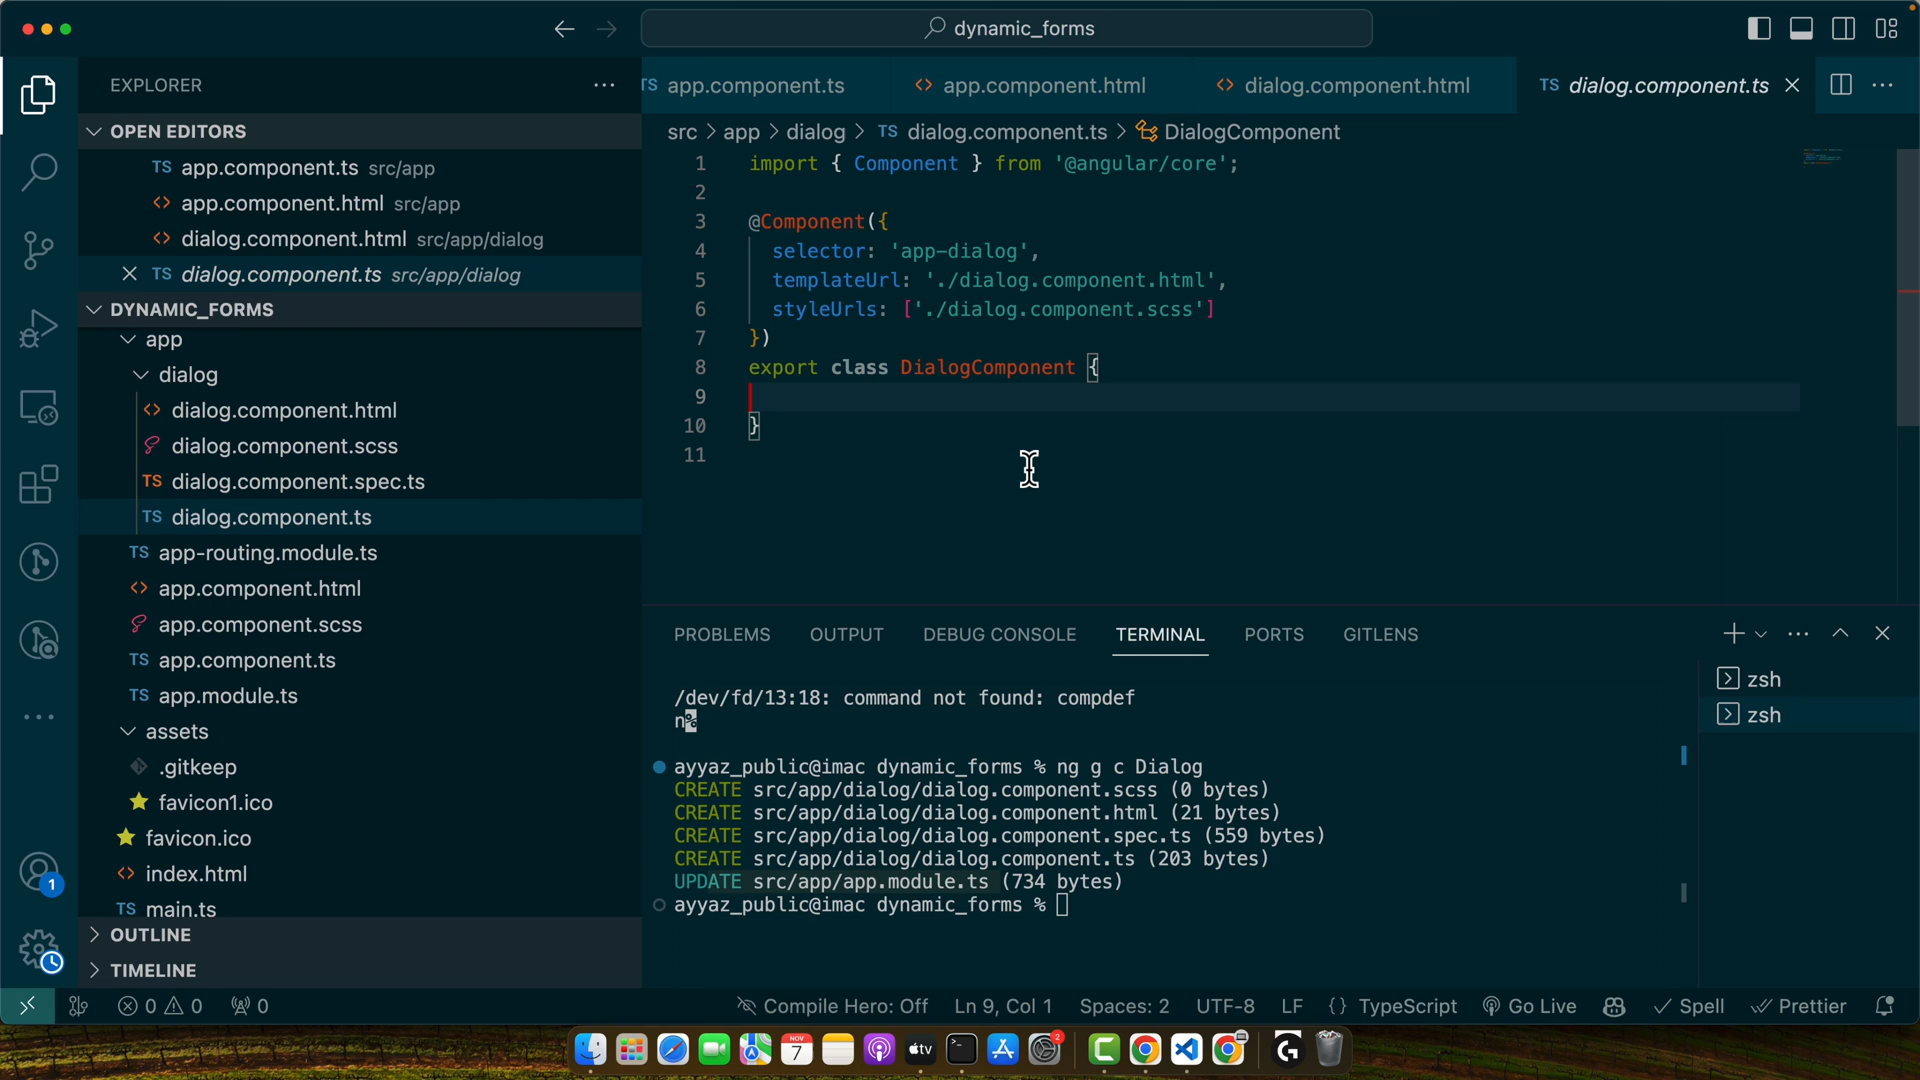 dynamic_forms
EXPLORER
OPEN EDITORS
TS app.component.ts src/app
<> app.component.html src/app
<> dialog.component.html src/app/dialog
TS dialog.component.ts src/app/dialog
DYNAMIC_FORMS
app
dialog
<> dialog.component.html
dialog.component.scss
TS dialog.component.spec.ts
TS dialog.component.ts
TS app-routing.module.ts
<> app.component.html
app.component.scss
TS app.component.ts
TS app.module.ts
assets
.gitkeep
favicon1.ico
favicon.ico
<> index.html
TS main.ts
OUTLINE
TIMELINE
1
TS app.component.ts <> app.component.html <> dialog.component.html TS dialog.component.ts
src > app > dialog > TS dialog.component.ts > DialogComponent
1 import { Component } from '@angular/core';
2
3 @Component({
4 selector: 'app-dialog',
5 templateUrl: './dialog.component.html',
6 styleUrls: ['./dialog.component.scss']
7 })
8 export class DialogComponent {
9
10 }
11
PROBLEMS OUTPUT DEBUG CONSOLE TERMINAL PORTS GITLENS
/dev/fd/13:18: command not found: compdef
n%
ayyaz_public@imac dynamic_forms % ng g c Dialog
CREATE src/app/dialog/dialog.component.scss (0 bytes)
CREATE src/app/dialog/dialog.component.html (21 bytes)
CREATE src/app/dialog/dialog.component.spec.ts (559 bytes)
CREATE src/app/dialog/dialog.component.ts (203 bytes)
UPDATE src/app/app.module.ts (734 bytes)
ayyaz_public@imac dynamic_forms %
zsh
zsh
0 0 0 Compile Hero: Off Ln 9, Col 1 Spaces: 2 UTF-8 LF {} TypeScript Go Live Spell Prettier
NOV
7
tv
2